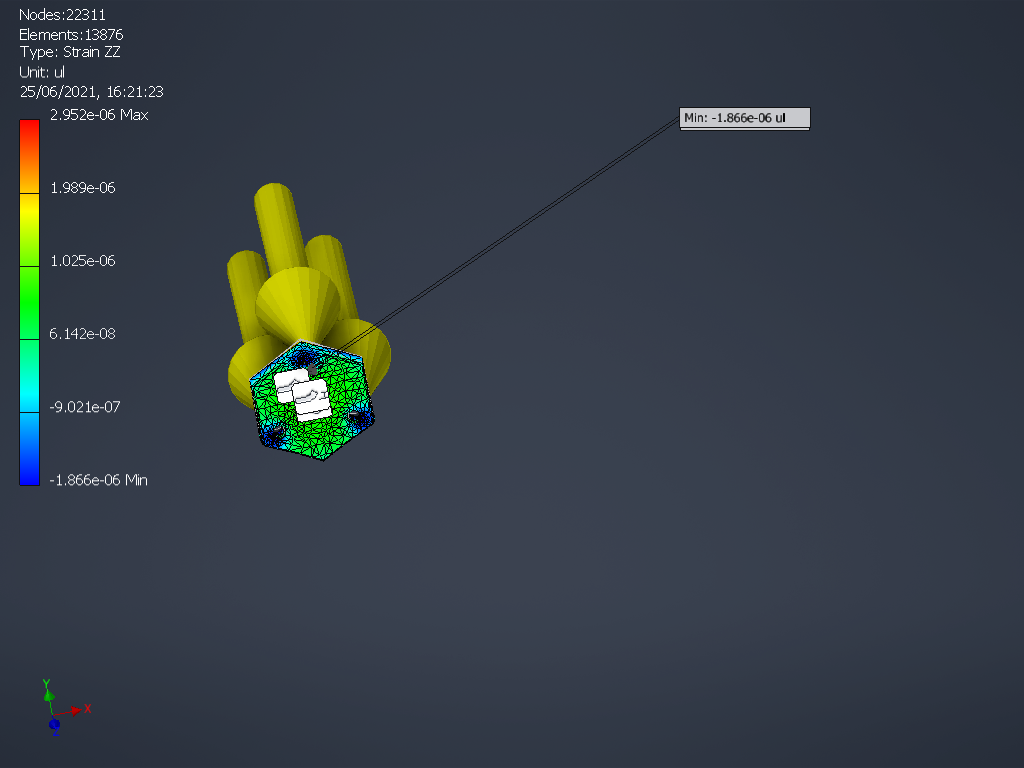 Nodes:22311
Elements:13876
Type: Strain ZZ
Unit: ul
25/06/2021, 16:21:23
2.952e-06 Max
1.989e-06
1.025e-06
6.142e-08
-9.021e-07
-1.866e-06 Min
Min: -1.866e-06 ul
Y
X
Z